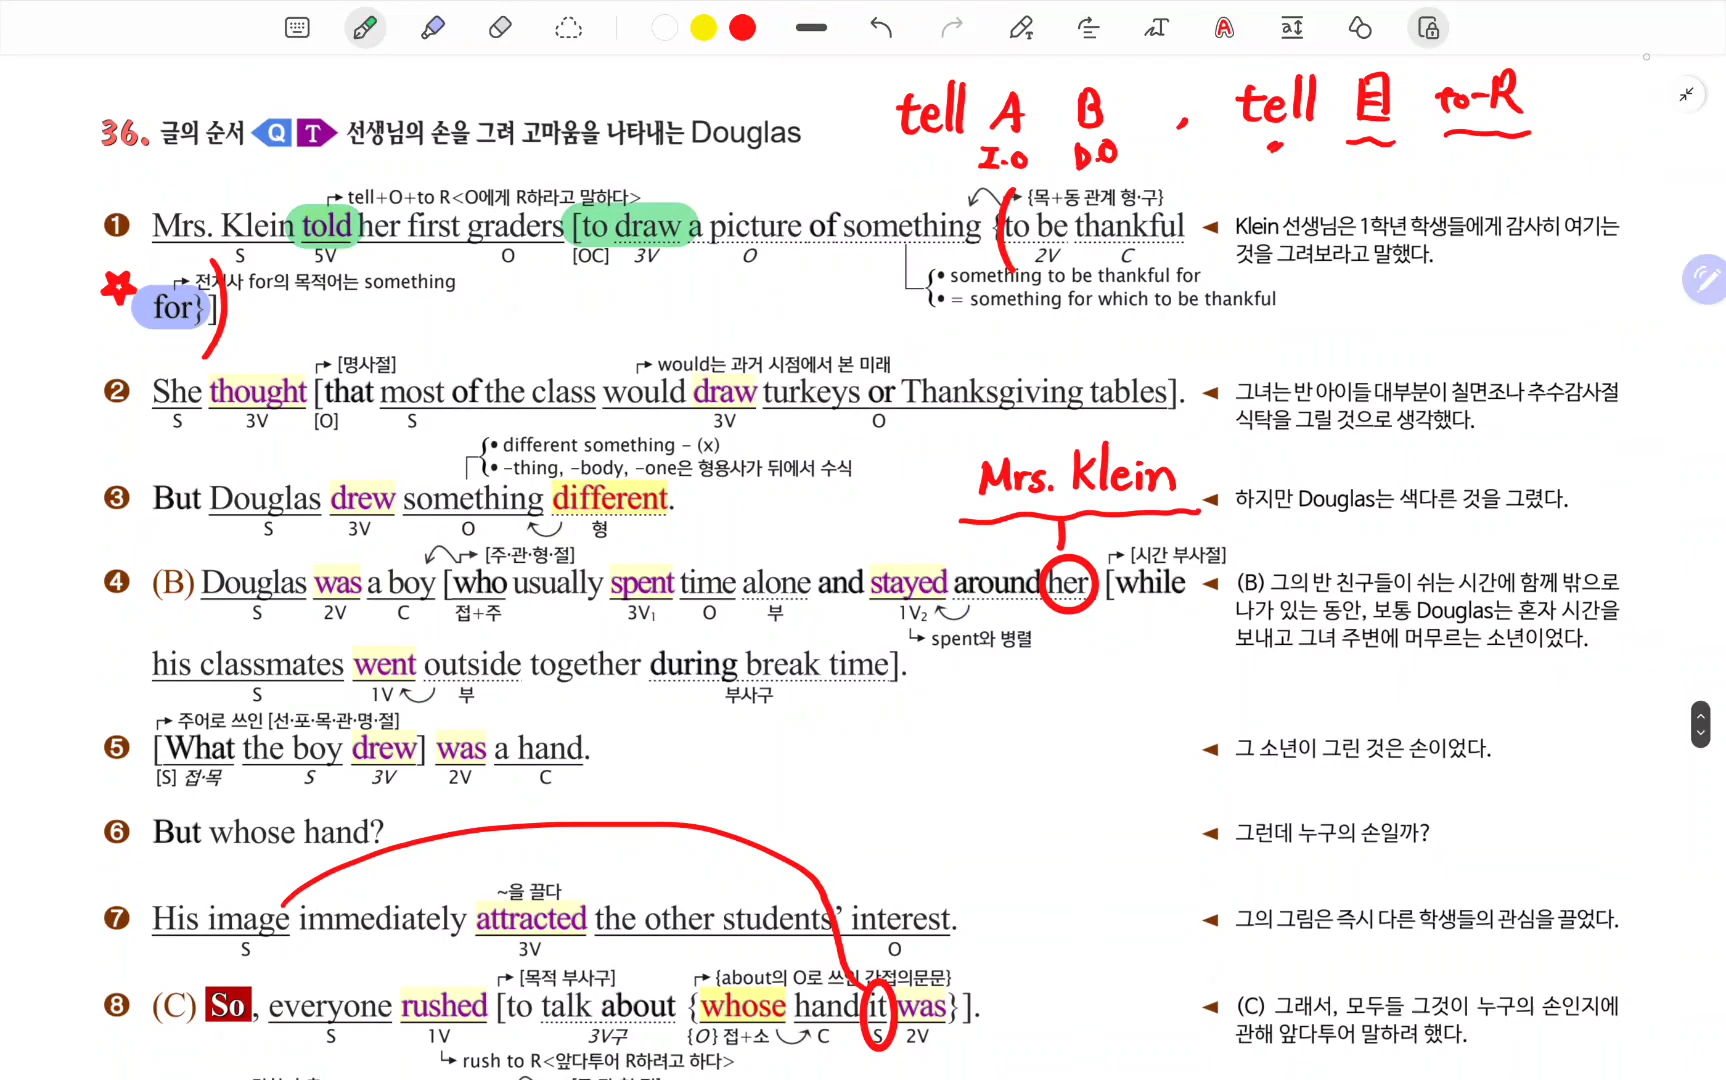 tell A B , tell 목 to-R
I.O D.O
36. 글의 순서 Q T 선생님의 손을 그려 고마움을 나타내는 Douglas
tell+O+to R<O에게 R하라고 말하다> {목+동 관계 형·구}
❶ Mrs. Klein told her first graders [to draw a picture of something {to be thankful
S 5V O [OC] 3V O 2V C
Klein 선생님은 1학년 학생들에게 감사히 여기는
것을 그려보라고 말했다.
• something to be thankful for
• = something for which to be thankful
전치사 for의 목적어는 something
for}]
[명사절] would는 과거 시점에서 본 미래
❷ She thought [that most of the class would draw turkeys or Thanksgiving tables].
S 3V [O] S 3V O
그녀는 반 아이들 대부분이 칠면조나 추수감사절
식탁을 그릴 것으로 생각했다.
• different something – (x)
• -thing, -body, -one은 형용사가 뒤에서 수식
Mrs. Klein
❸ But Douglas drew something different.
S 3V O 형
하지만 Douglas는 색다른 것을 그렸다.
[주·관·형·절] [시간 부사절]
❹ (B) Douglas was a boy [who usually spent time alone and stayed around her [while
S 2V C 접+주 3V₁ O 부 1V₂
spent와 병렬
(B) 그의 반 친구들이 쉬는 시간에 함께 밖으로
나가 있는 동안, 보통 Douglas는 혼자 시간을
보내고 그녀 주변에 머무르는 소년이었다.
his classmates went outside together during break time].
S 1V 부 부사구
주어로 쓰인 [선·포·목·관·명·절]
❺ [What the boy drew] was a hand.
[S] 접·목 S 3V 2V C
그 소년이 그린 것은 손이었다.
❻ But whose hand?
그런데 누구의 손일까?
~을 끌다
❼ His image immediately attracted the other students' interest.
S 3V O
그의 그림은 즉시 다른 학생들의 관심을 끌었다.
[목적 부사구] {about의 O로 쓰인 간접의문문}
❽ (C) So, everyone rushed [to talk about {whose hand it was}].
S 1V 3V구 {O} 접+소 C S 2V
rush to R<앞다투어 R하려고 하다>
(C) 그래서, 모두들 그것이 누구의 손인지에
관해 앞다투어 말하려 했다.